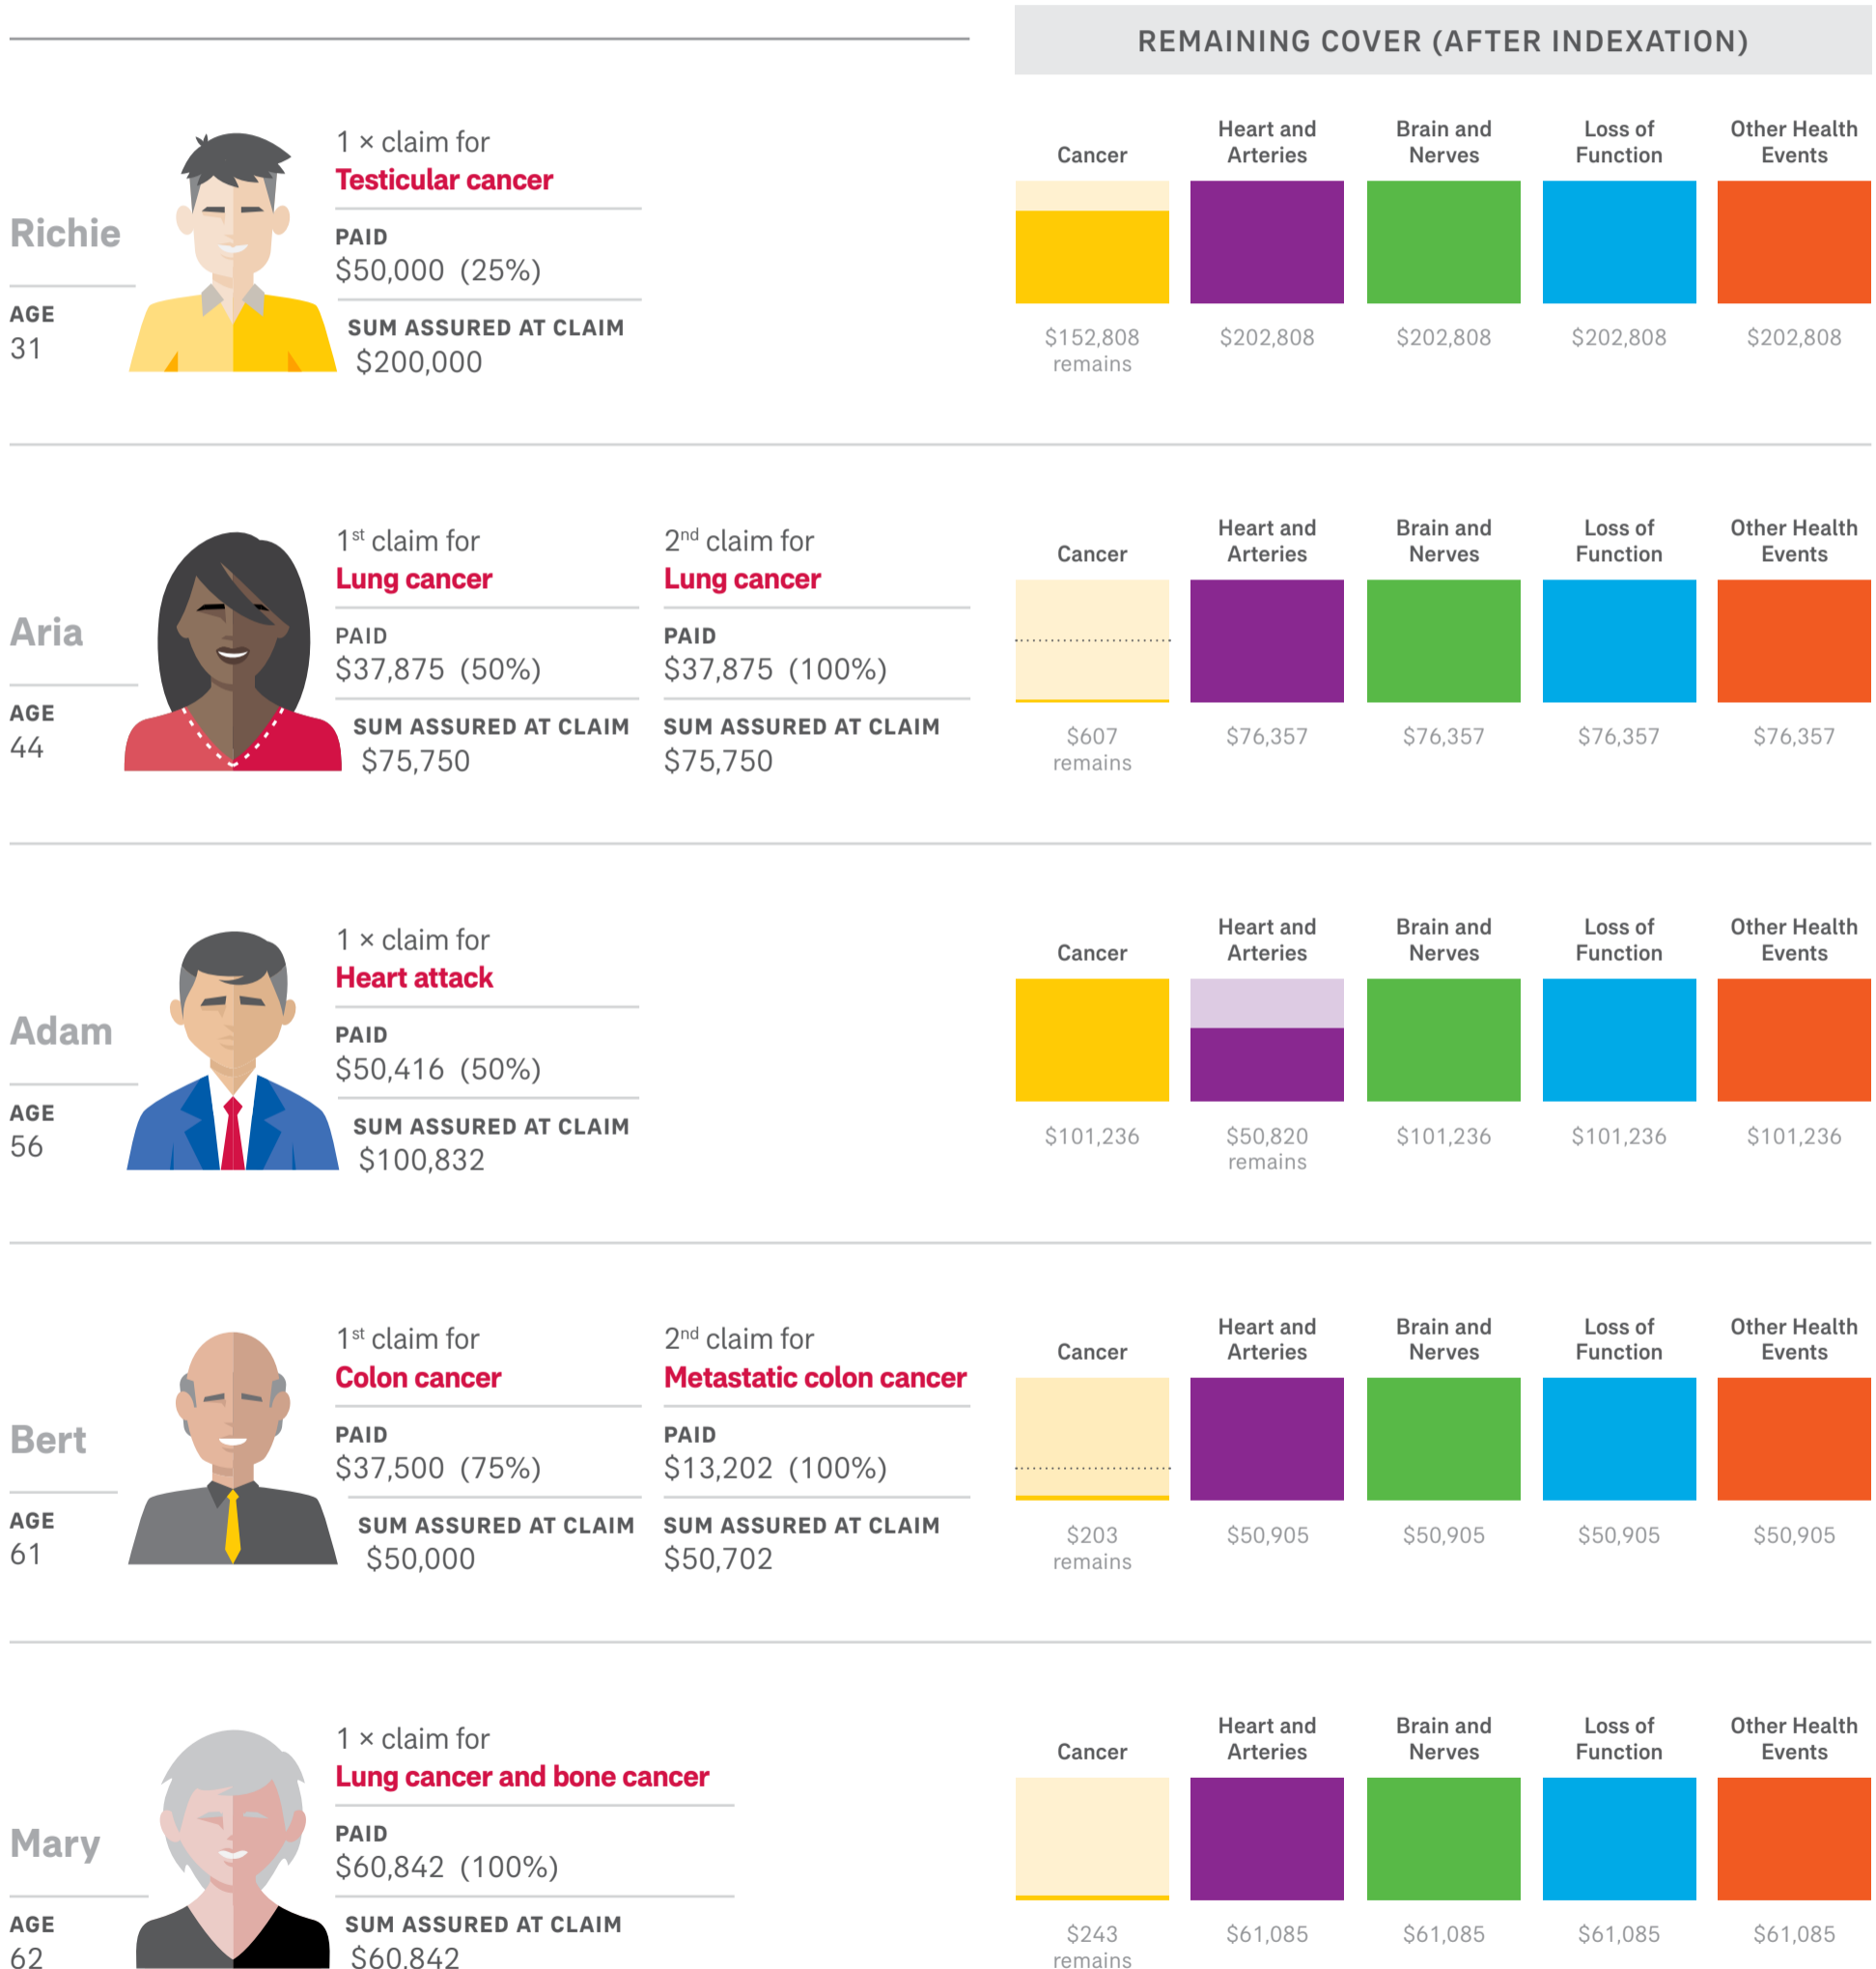 REMAINING COVER (AFTER INDEXATION)
Richie
AGE
31
1 × claim for
Testicular cancer
PAID
$50,000 (25%)
SUM ASSURED AT CLAIM
$200,000
Cancer
Heart and
Arteries
Brain and
Nerves
Loss of
Function
Other Health
Events
$152,808
remains
$202,808
$202,808
$202,808
$202,808
Aria
AGE
44
1st claim for
Lung cancer
PAID
$37,875 (50%)
SUM ASSURED AT CLAIM
$75,750
2nd claim for
Lung cancer
PAID
$37,875 (100%)
SUM ASSURED AT CLAIM
$75,750
Cancer
Heart and
Arteries
Brain and
Nerves
Loss of
Function
Other Health
Events
$607
remains
$76,357
$76,357
$76,357
$76,357
Adam
AGE
56
1 × claim for
Heart attack
PAID
$50,416 (50%)
SUM ASSURED AT CLAIM
$100,832
Cancer
Heart and
Arteries
Brain and
Nerves
Loss of
Function
Other Health
Events
$101,236
$50,820
remains
$101,236
$101,236
$101,236
Bert
AGE
61
1st claim for
Colon cancer
PAID
$37,500 (75%)
SUM ASSURED AT CLAIM
$50,000
2nd claim for
Metastatic colon cancer
PAID
$13,202 (100%)
SUM ASSURED AT CLAIM
$50,702
Cancer
Heart and
Arteries
Brain and
Nerves
Loss of
Function
Other Health
Events
$203
remains
$50,905
$50,905
$50,905
$50,905
Mary
AGE
62
1 × claim for
Lung cancer and bone cancer
PAID
$60,842 (100%)
SUM ASSURED AT CLAIM
$60,842
Cancer
Heart and
Arteries
Brain and
Nerves
Loss of
Function
Other Health
Events
$243
remains
$61,085
$61,085
$61,085
$61,085